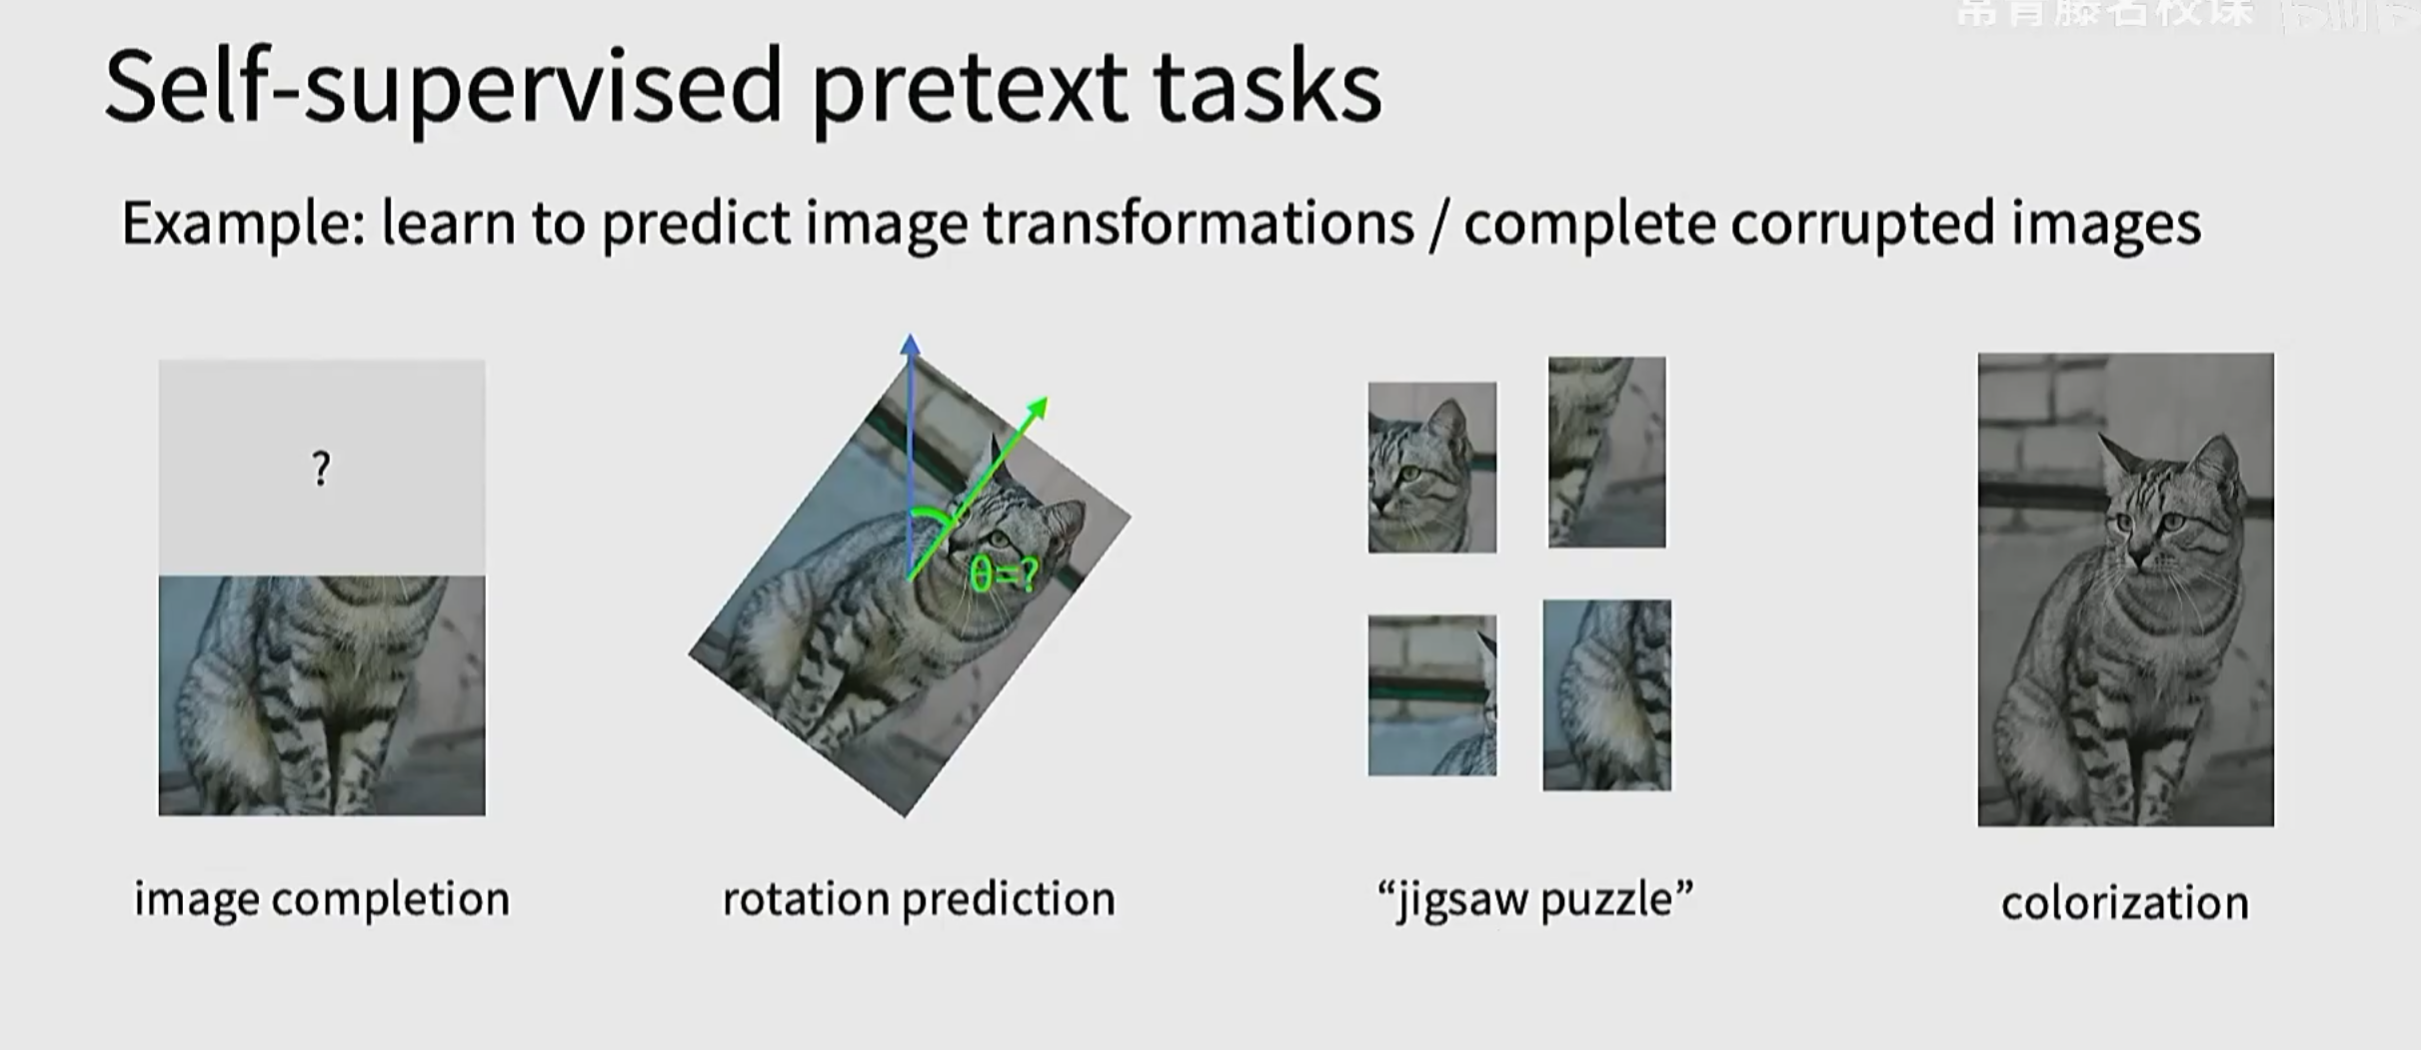 Self-supervised pretext tasks
Example: learn to predict image transformations / complete corrupted images
?
θ=?
image completion
rotation prediction
“jigsaw puzzle”
colorization